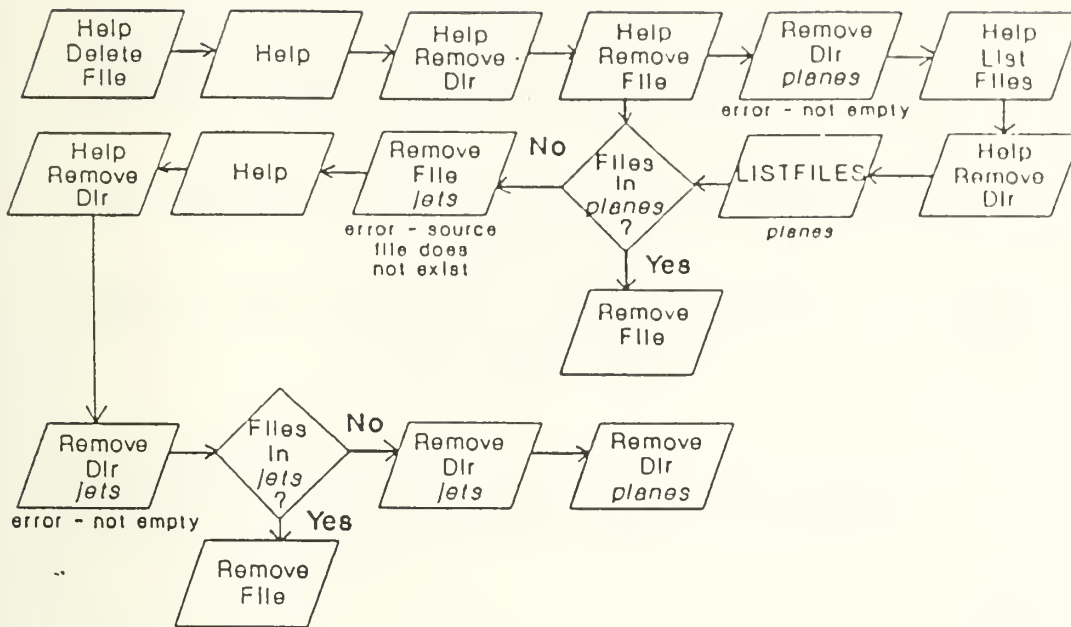 Help
Delete
File
Help
Help
Remove
Dir
Help
Remove
File
Remove
Dir
planes
error - not empty
Help
List
Files
Help
Remove
Dir
LISTFILES
planes
Files
in
planes
?
No
Yes
Remove
File
Remove
File
jets
error - source
file does
not exist
Help
Help
Remove
Dir
Remove
Dir
jets
error - not empty
Files
in
jets
?
No
Yes
Remove
File
Remove
Dir
jets
Remove
Dir
planes